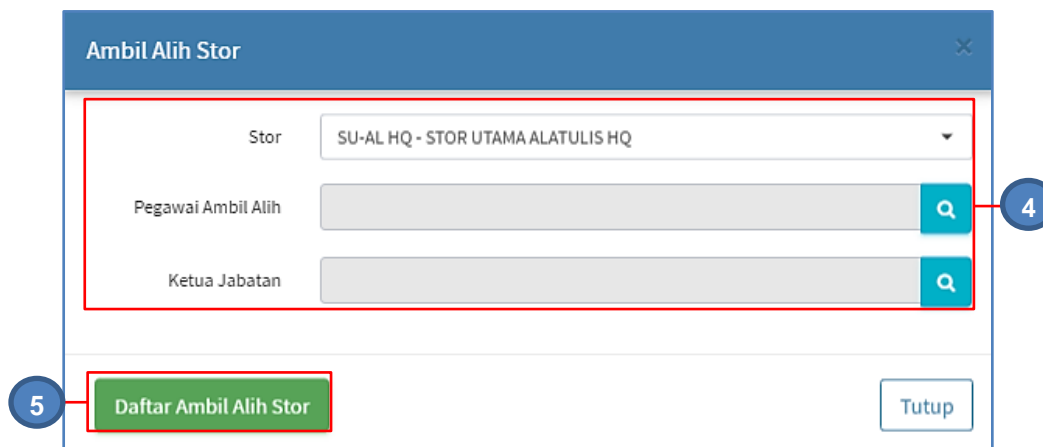 Ambil Alih Stor ×
Stor SU-AL HQ - STOR UTAMA ALATULIS HQ
Pegawai Ambil Alih
4
Ketua Jabatan
5 Daftar Ambil Alih Stor Tutup